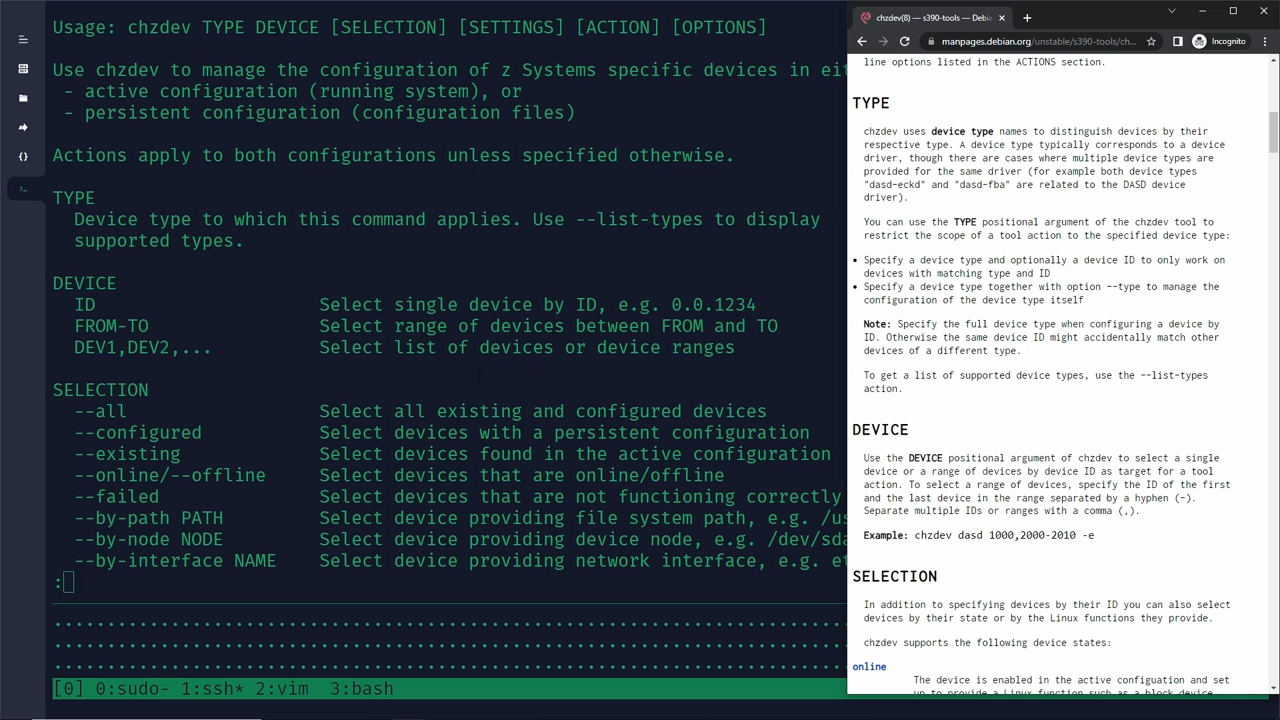 Usage: chzdev TYPE DEVICE [SELECTION] [SETTINGS] [ACTION] [OPTIONS]
Use chzdev to manage the configuration of z Systems specific devices in ei
- active configuration (running system), or
- persistent configuration (configuration files)
Actions apply to both configurations unless specified otherwise.
TYPE
Device type to which this command applies. Use --list-types to display
supported types.
DEVICE
ID Select single device by ID, e.g. 0.0.1234
FROM-TO Select range of devices between FROM and TO
DEV1,DEV2,... Select list of devices or device ranges
SELECTION
--all Select all existing and configured devices
--configured Select devices with a persistent configuration
--existing Select devices found in the active configuration
--online/--offline Select devices that are online/offline
--failed Select devices that are not functioning correctly
--by-path PATH Select device providing file system path, e.g. /us
--by-node NODE Select device providing device node, e.g. /dev/sda
--by-interface NAME Select device providing network interface, e.g. et
:
[0] 0:sudo- 1:ssh* 2:vim 3:bash
chzdev(8) — s390-tools — Debi
manpages.debian.org/unstable/s390-tools/ch...
Incognito
line options listed in the ACTIONS section.
TYPE
chzdev uses device type names to distinguish devices by their
respective type. A device type typically corresponds to a device
driver, though there are cases where multiple device types are
provided for the same driver (for example both device types
"dasd-eckd" and "dasd-fba" are related to the DASD device
driver).
You can use the TYPE positional argument of the chzdev tool to
restrict the scope of a tool action to the specified device type:
• Specify a device type and optionally a device ID to only work on
devices with matching type and ID
• Specify a device type together with option --type to manage the
configuration of the device type itself
Note: Specify the full device type when configuring a device by
ID. Otherwise the same device ID might accidentally match other
devices of a different type.
To get a list of supported device types, use the --list-types
action.
DEVICE
Use the DEVICE positional argument of chzdev to select a single
device or a range of devices by device ID as target for a tool
action. To select a range of devices, specify the ID of the first
and the last device in the range separated by a hyphen (-).
Separate multiple IDs or ranges with a comma (,).
Example: chzdev dasd 1000,2000-2010 -e
SELECTION
In addition to specifying devices by their ID you can also select
devices by their state or by the Linux functions they provide.
chzdev supports the following device states:
online
The device is enabled in the active configuation and set
up to provide a Linux function such as a block device